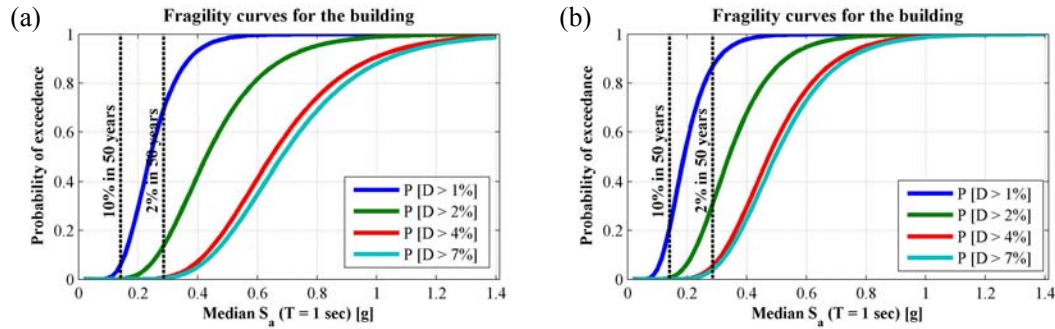 (a)
Fragility curves for the building
Probability of exceedence
1
0.8
0.6
0.4
0.2
0
10% in 50 years
2% in 50 years
P [D > 1%]
P [D > 2%]
P [D > 4%]
P [D > 7%]
0 0.2 0.4 0.6 0.8 1 1.2 1.4
Median Sa (T = 1 sec) [g]
(b)
Fragility curves for the building
Probability of exceedance
1
0.8
0.6
0.4
0.2
0
10% in 50 years
2% in 50 years
P [D > 1%]
P [D > 2%]
P [D > 4%]
P [D > 7%]
0 0.2 0.4 0.6 0.8 1 1.2 1.4
Median Sa (T = 1 sec) [g]